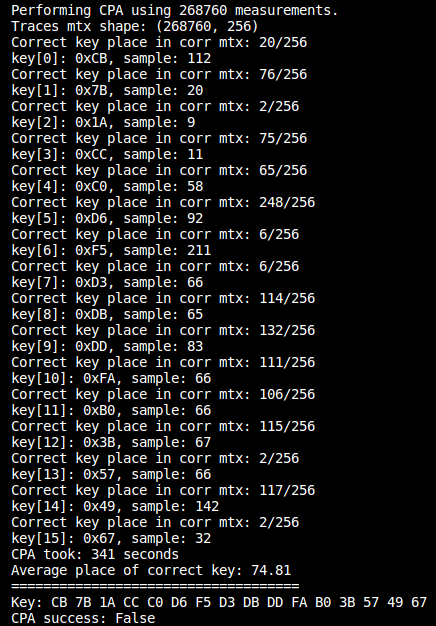 Performing CPA using 268760 measurements.
Traces mtx shape: (268760, 256)
Correct key place in corr mtx: 20/256
key[0]: 0xCB, sample: 112
Correct key place in corr mtx: 76/256
key[1]: 0x7B, sample: 20
Correct key place in corr mtx: 2/256
key[2]: 0x1A, sample: 9
Correct key place in corr mtx: 75/256
key[3]: 0xCC, sample: 11
Correct key place in corr mtx: 65/256
key[4]: 0xC0, sample: 58
Correct key place in corr mtx: 248/256
key[5]: 0xD6, sample: 92
Correct key place in corr mtx: 6/256
key[6]: 0xF5, sample: 211
Correct key place in corr mtx: 6/256
key[7]: 0xD3, sample: 66
Correct key place in corr mtx: 114/256
key[8]: 0xDB, sample: 65
Correct key place in corr mtx: 132/256
key[9]: 0xDD, sample: 83
Correct key place in corr mtx: 111/256
key[10]: 0xFA, sample: 66
Correct key place in corr mtx: 106/256
key[11]: 0xB0, sample: 66
Correct key place in corr mtx: 115/256
key[12]: 0x3B, sample: 67
Correct key place in corr mtx: 2/256
key[13]: 0x57, sample: 66
Correct key place in corr mtx: 117/256
key[14]: 0x49, sample: 142
Correct key place in corr mtx: 2/256
key[15]: 0x67, sample: 32
CPA took: 341 seconds
Average place of correct key: 74.81
====================================
Key: CB 7B 1A CC C0 D6 F5 D3 DB DD FA B0 3B 57 49 67
CPA success: False